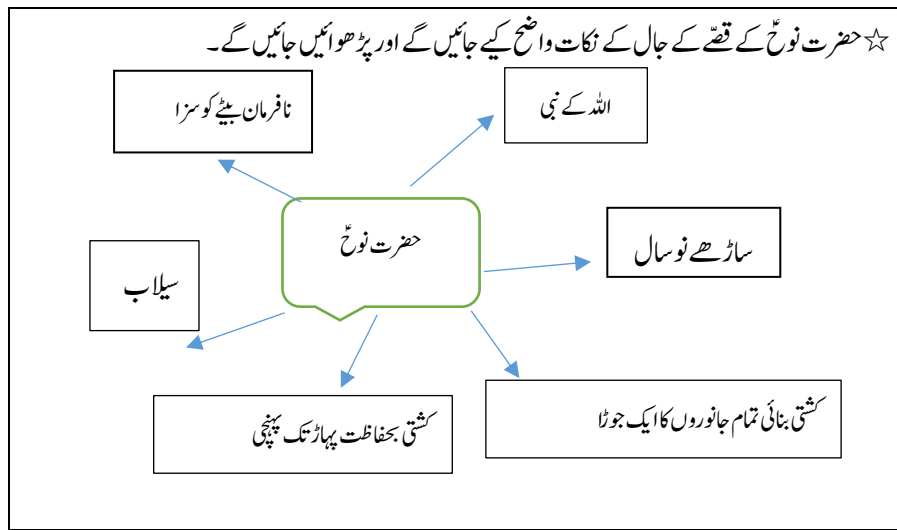 ☆ حضرت نوحؑ کے قصّے کے جال کے نکات واضح کیے جائیں گے اور پڑھوائیں جائیں گے۔
اللہ کے نبی
نافرمان بیٹے کو سزا
حضرت نوحؑ
ساڑھے نو سال
سیلاب
کشتی بنائی تمام جانوروں کا ایک جوڑا
کشتی بحفاظت پہاڑ تک پہنچی